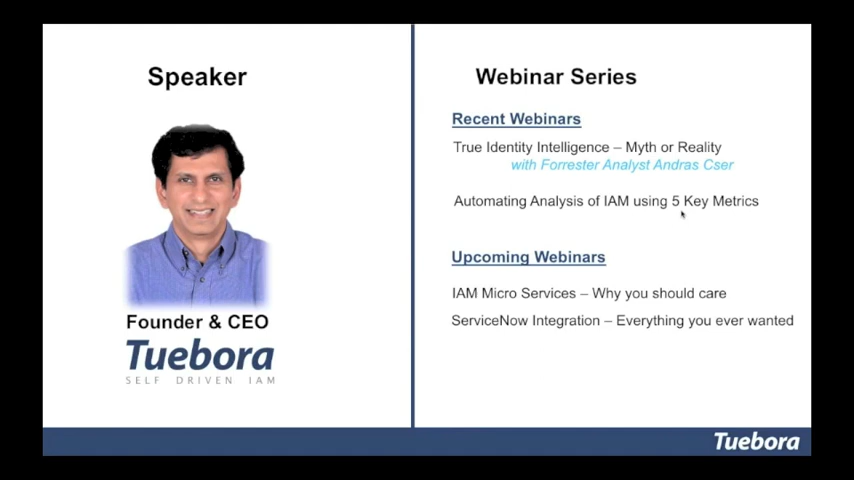 Speaker
Founder & CEO
Tuebora
SELF DRIVEN IAM
Webinar Series
Recent Webinars
True Identity Intelligence – Myth or Reality
with Forrester Analyst Andras Cser
Automating Analysis of IAM using 5 Key Metrics
Upcoming Webinars
IAM Micro Services – Why you should care
ServiceNow Integration – Everything you ever wanted
Tuebora